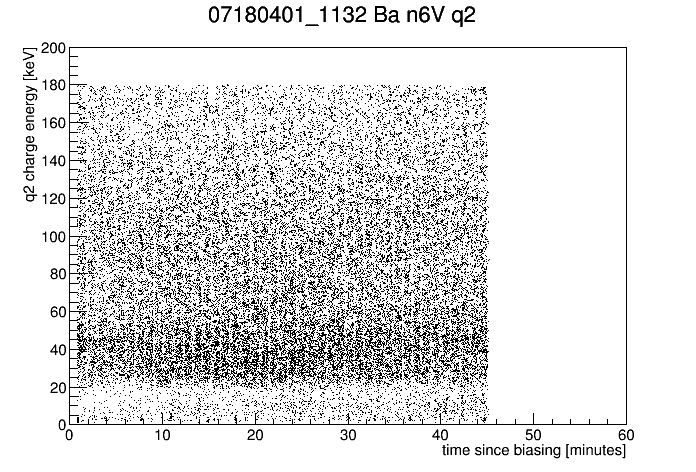 07180401_1132 Ba n6V q2
q2 charge energy [keV]
200
180
160
140
120
100
80
60
40
20
0
0 10 20 30 40 50 60
time since biasing [minutes]